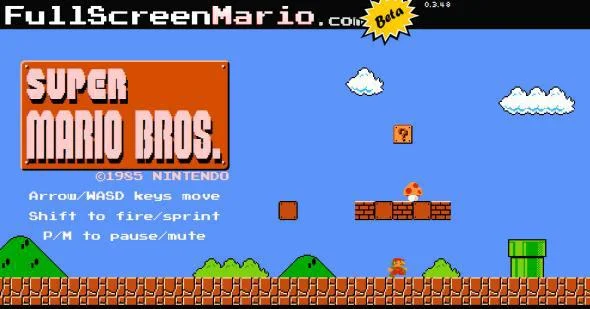 FullScreenMario.com
Beta
0.3.48
SUPER
MARIO BROS.
©1985 NINTENDO
Arrow/WASD keys move
Shift to fire/sprint
P/M to pause/mute
?